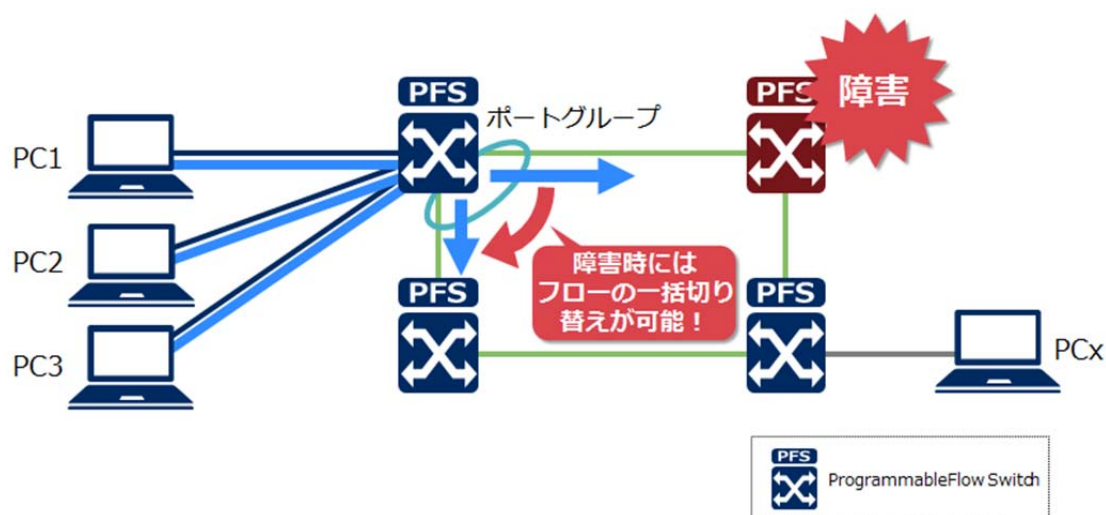 PFS
PFS
障害
ポートグループ
PC1
PC2
障害時には
フローの一括切り
替えが可能！
PFS
PFS
PC3
PCx
PFS
ProgrammableFlow Switch